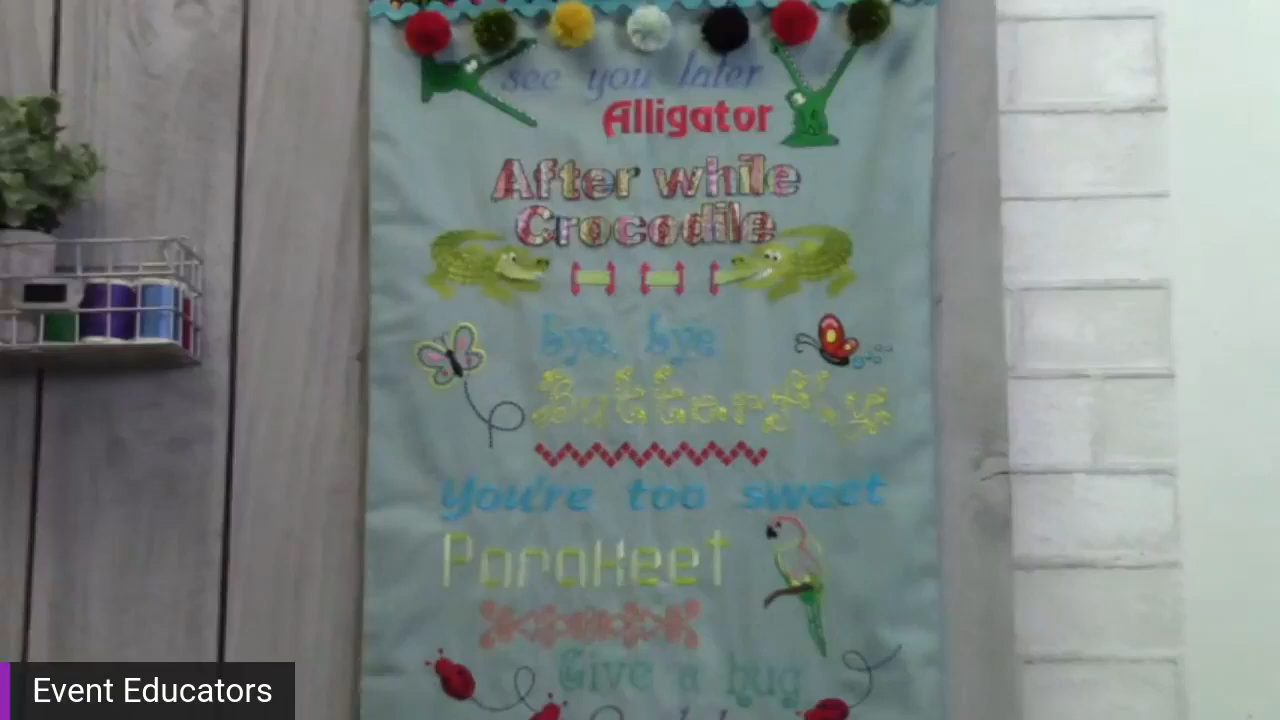 see you later
Alligator
After while
Crocodile
bye, bye
Butterfly
You're too sweet
Parakeet
Give a hug
Event Educators